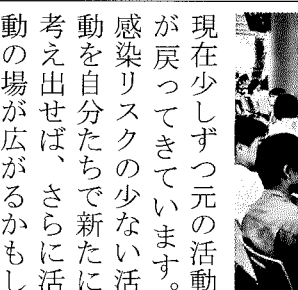 現在少しずつ元の活動
が戻ってきています。
感染リスクの少ない活
動を自分たちで新たに
考え出せば、さらに活
動の場が広がるかもし